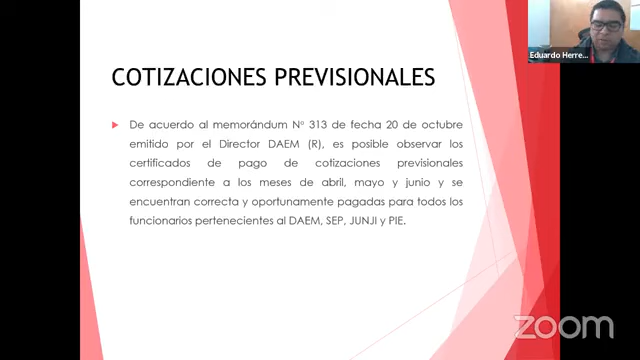 Eduardo Herre...
COTIZACIONES PREVISIONALES
De acuerdo al memorándum N° 313 de fecha 20 de octubre
emitido por el Director DAEM (R), es posible observar los
certificados de pago de cotizaciones previsionales
correspondiente a los meses de abril, mayo y junio y se
encuentran correcta y oportunamente pagadas para todos los
funcionarios pertenecientes al DAEM, SEP, JUNJI y PIE.
zoom